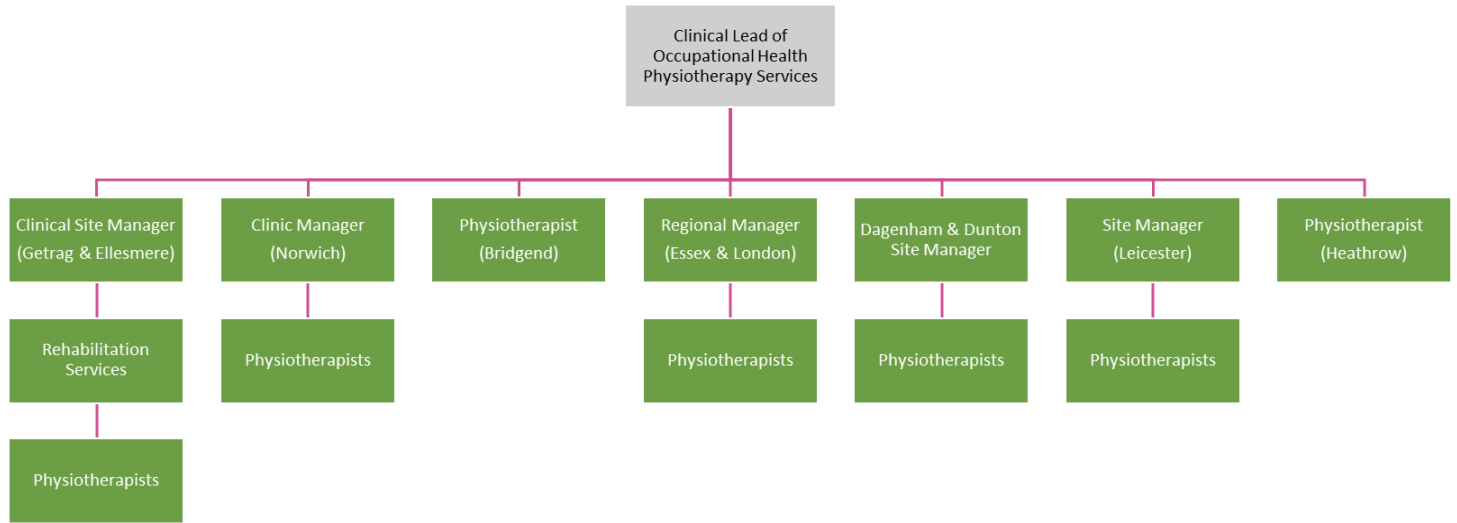 Clinical Lead of
Occupational Health
Physiotherapy Services
Clinical Site Manager
(Getrag & Ellesmere)
Clinic Manager
(Norwich)
Physiotherapist
(Bridgend)
Regional Manager
(Essex & London)
Dagenham & Dunton
Site Manager
Site Manager
(Leicester)
Physiotherapist
(Heathrow)
Rehabilitation
Services
Physiotherapists
Physiotherapists
Physiotherapists
Physiotherapists
Physiotherapists